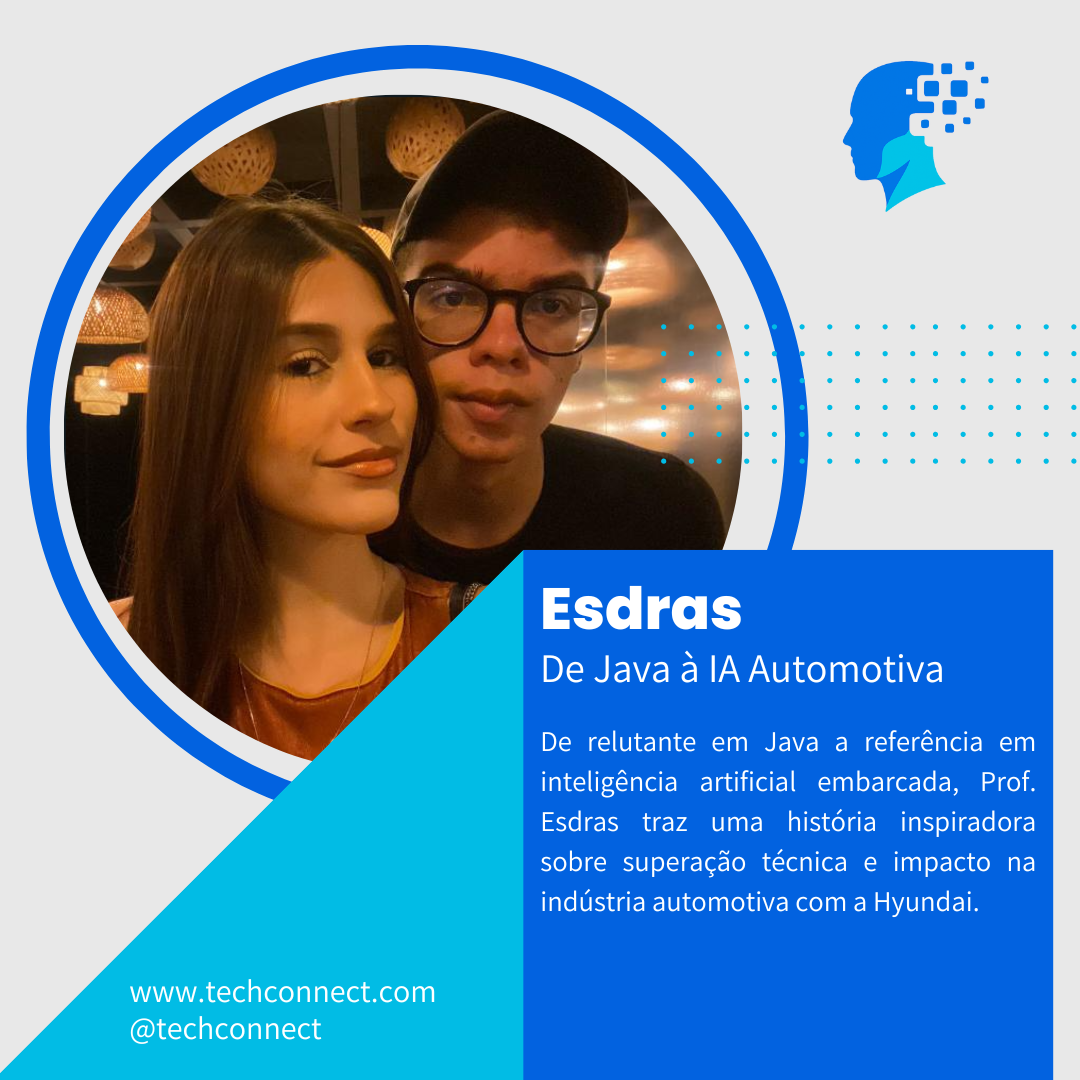 Esdras
De Java à IA Automotiva
De relutante em Java a referência em
inteligência artificial embarcada, Prof.
Esdras traz uma história inspiradora
sobre superação técnica e impacto na
indústria automotiva com a Hyundai.
www.techconnect.com
@techconnect